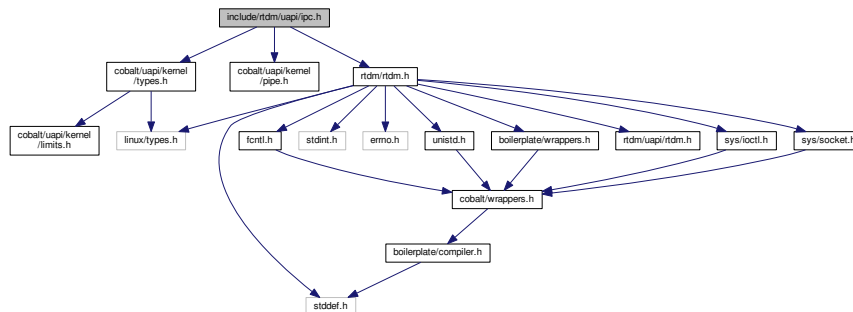 include/rtdm/uapi/ipc.h
cobalt/uapi/kernel
/types.h
cobalt/uapi/kernel
/pipe.h
rtdm/rtdm.h
cobalt/uapi/kernel
/limits.h
linux/types.h
fcntl.h
stdint.h
errno.h
unistd.h
boilerplate/wrappers.h
rtdm/uapi/rtdm.h
sys/ioctl.h
sys/socket.h
cobalt/wrappers.h
boilerplate/compiler.h
stddef.h